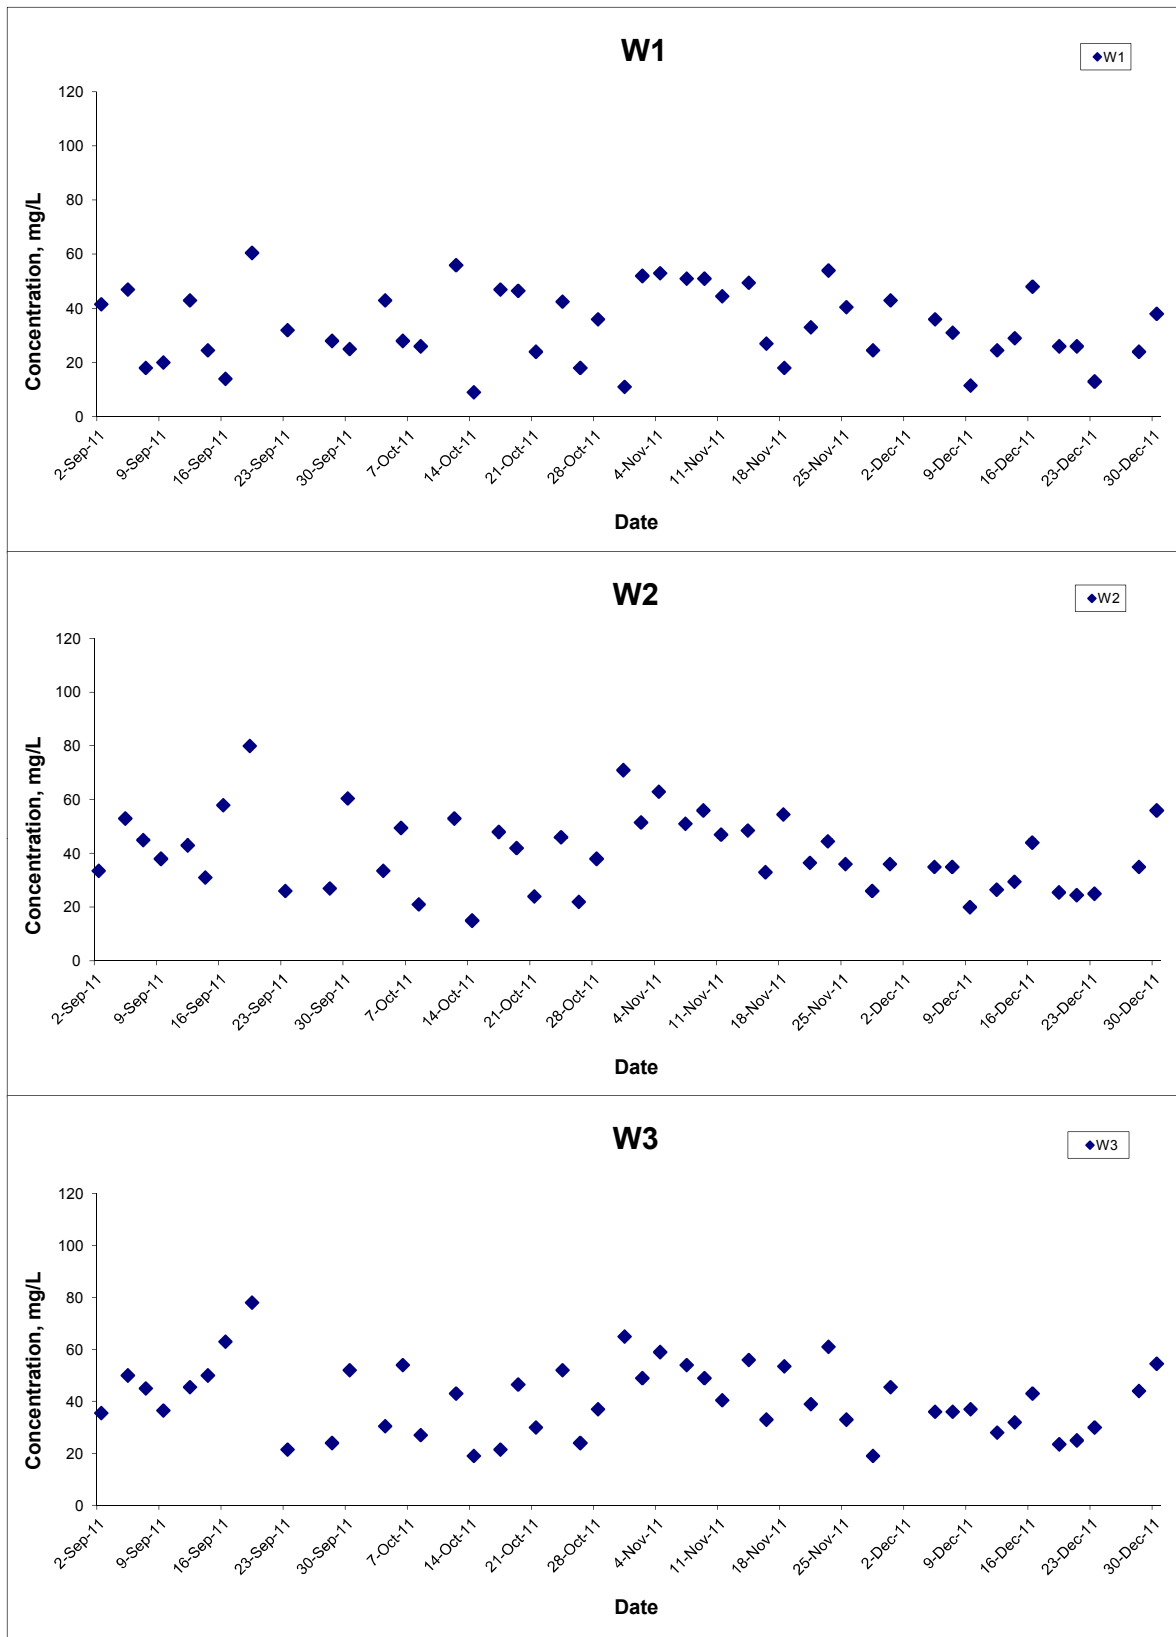 W1
W1
120
100
80
60
40
20
0
Concentration, mg/L
2-Sep-11 9-Sep-11 16-Sep-11 23-Sep-11 30-Sep-11 7-Oct-11 14-Oct-11 21-Oct-11 28-Oct-11 4-Nov-11 11-Nov-11 18-Nov-11 25-Nov-11 2-Dec-11 9-Dec-11 16-Dec-11 23-Dec-11 30-Dec-11
Date
W2
W2
120
100
80
60
40
20
0
Concentration, mg/L
2-Sep-11 9-Sep-11 16-Sep-11 23-Sep-11 30-Sep-11 7-Oct-11 14-Oct-11 21-Oct-11 28-Oct-11 4-Nov-11 11-Nov-11 18-Nov-11 25-Nov-11 2-Dec-11 9-Dec-11 16-Dec-11 23-Dec-11 30-Dec-11
Date
W3
W3
120
100
80
60
40
20
0
Concentration, mg/L
2-Sep-11 9-Sep-11 16-Sep-11 23-Sep-11 30-Sep-11 7-Oct-11 14-Oct-11 21-Oct-11 28-Oct-11 4-Nov-11 11-Nov-11 18-Nov-11 25-Nov-11 2-Dec-11 9-Dec-11 16-Dec-11 23-Dec-11 30-Dec-11
Date